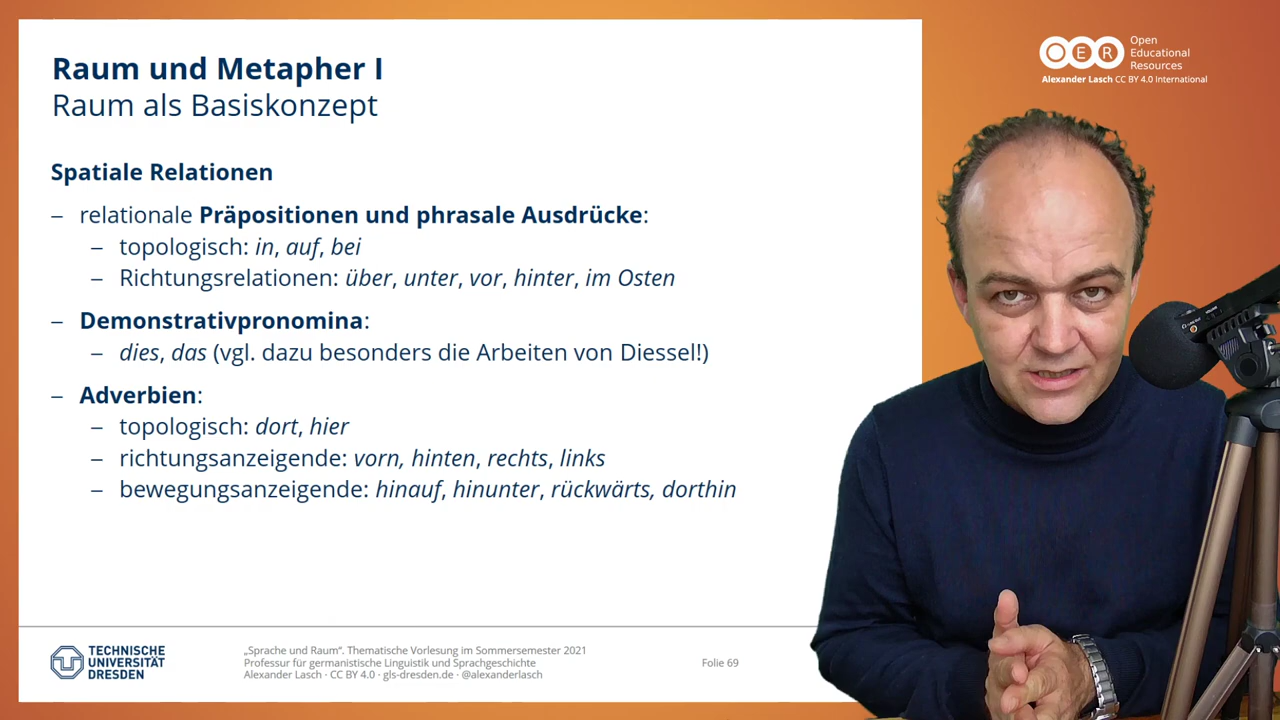 Raum und Metapher I
Raum als Basiskonzept
Spatiale Relationen
– relationale Präpositionen und phrasale Ausdrücke:
– topologisch: in, auf, bei
– Richtungsrelationen: über, unter, vor, hinter, im Osten
– Demonstrativpronomina:
– dies, das (vgl. dazu besonders die Arbeiten von Diessel!)
– Adverbien:
– topologisch: dort, hier
– richtungsanzeigende: vorn, hinten, rechts, links
– bewegungsanzeigende: hinauf, hinunter, rückwärts, dorthin
TECHNISCHE
UNIVERSITÄT
DRESDEN
„Sprache und Raum“. Thematische Vorlesung im Sommersemester 2021
Professur für germanistische Linguistik und Sprachgeschichte
Alexander Lasch · CC BY 4.0 · gls-dresden.de · @alexanderlasch
Folie 69
OER
Open
Educational
Resources
Alexander Lasch CC BY 4.0 International